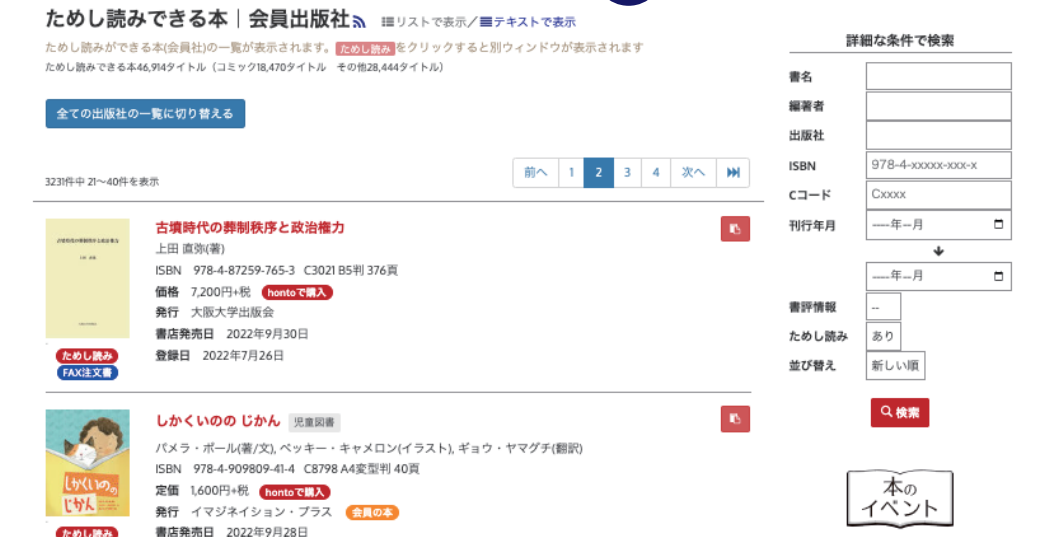 ためし読みできる本｜会員出版社 リストで表示／テキストで表示
ためし読みができる本(会員社)の一覧が表示されます。ためし読みをクリックすると別ウィンドウが表示されます
ためし読みできる本46,914タイトル（コミック18,470タイトル　その他28,444タイトル）
全ての出版社の一覧に切り替える
3231件中 21〜40件を表示
前へ 1 2 3 4 次へ
古墳時代の葬制秩序と政治権力
上田 直弥(著)
ISBN 978-4-87259-765-3 C3021 B5判 376頁
価格 7,200円+税 hontoで購入
発行 大阪大学出版会
書店発売日 2022年9月30日
登録日 2022年7月26日
ためし読み
FAX注文書
しかくいのの じかん 児童図書
パメラ・ポール(著/文), ベッキー・キャメロン(イラスト), ギョウ・ヤマグチ(翻訳)
ISBN 978-4-909809-41-4 C8798 A4変型判 40頁
定価 1,600円+税 hontoで購入
発行 イマジネイション・プラス 会員の本
書店発売日 2022年9月28日
しかくいのの
じかん
ためし読み
詳細な条件で検索
書名
編著者
出版社
ISBN 978-4-xxxxx-xxx-x
Cコード Cxxxx
刊行年月 ----年--月
----年--月
書評情報 --
ためし読み あり
並び替え 新しい順
検索
本の
イベント